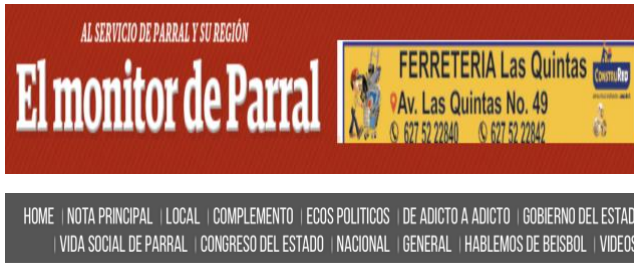 AL SERVICIO DE PARRAL Y SU REGIÓN
El monitor de Parral
FERRETERIA Las Quintas
CONSTRURED
Av. Las Quintas No. 49
627 52 22840 627 52 22842
HOME | NOTA PRINCIPAL | LOCAL | COMPLEMENTO | ECOS POLITICOS | DE ADICTO A ADICTO | GOBIERNO DEL ESTAD
| VIDA SOCIAL DE PARRAL | CONGRESO DEL ESTADO | NACIONAL | GENERAL | HABLEMOS DE BEISBOL | VIDEOS